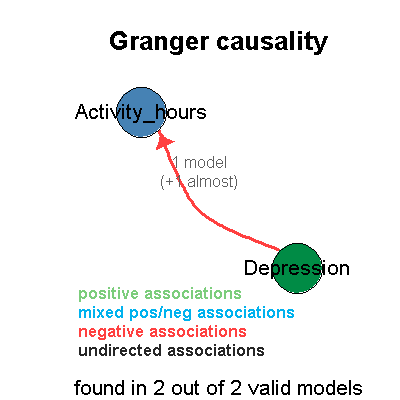 Granger causality
Activity_hours
1 model
(+1 almost)
Depression
positive associations
mixed pos/neg associations
negative associations
undirected associations
found in 2 out of 2 valid models